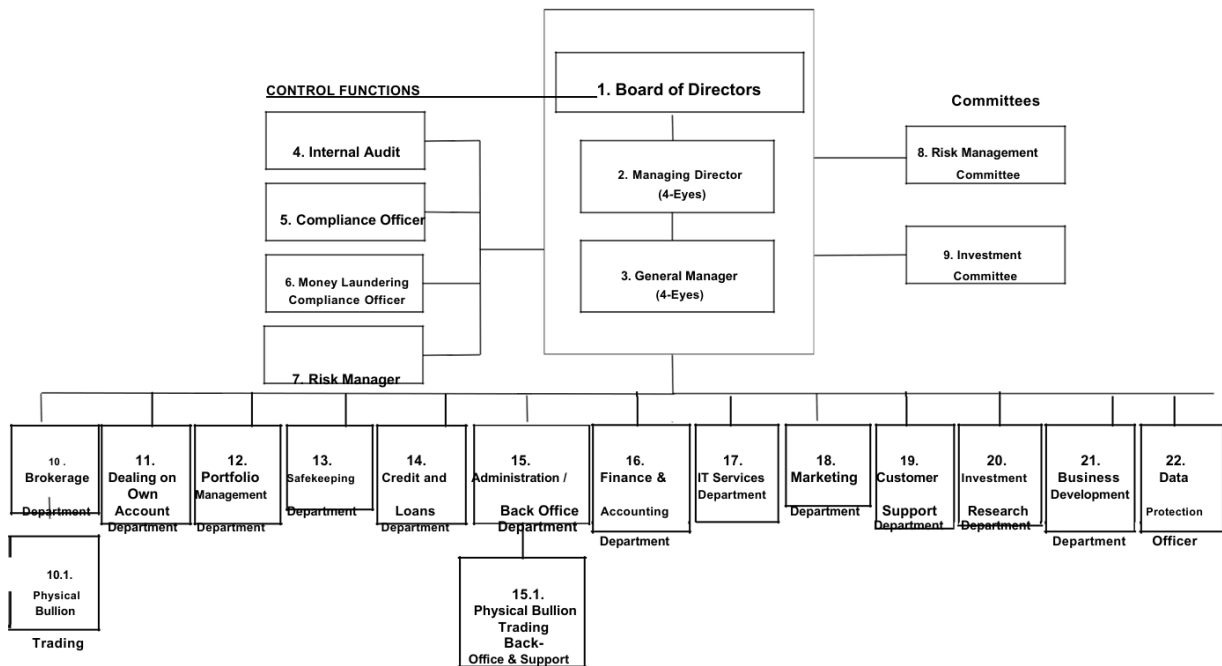 CONTROL FUNCTIONS
1. Board of Directors
Committees
4. Internal Audit
5. Compliance Officer
6. Money Laundering
Compliance Officer
7. Risk Manager
2. Managing Director
(4-Eyes)
3. General Manager
(4-Eyes)
8. Risk Management
Committee
9. Investment
Committee
10 .
Brokerage
Department
11.
Dealing on
Own
Account
Department
12.
Portfolio
Management
Department
13.
Safekeeping
Department
14.
Credit and
Loans
Department
15.
Administration /
Back Office
Department
16.
Finance &
Accounting
Department
17.
IT Services
Department
18.
Marketing
Department
19.
Customer
Support
Department
20.
Investment
Research
Department
21.
Business
Development
Department
22.
Data
Protection
Officer
10.1.
Physical
Bullion
Trading
15.1.
Physical Bullion
Trading
Back-
Office & Support